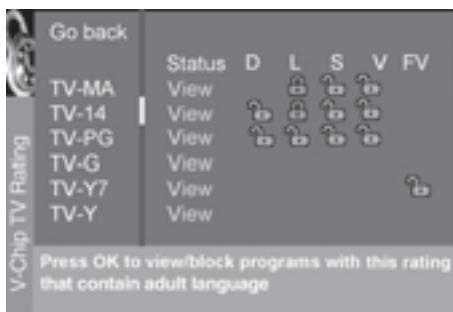 Go back
Status D L S V FV
TV-MA View
TV-14 View
TV-PG View
TV-G View
TV-Y7 View
TV-Y View
V-Chip TV Rating
Press OK to view/block programs with this rating
that contain adult language